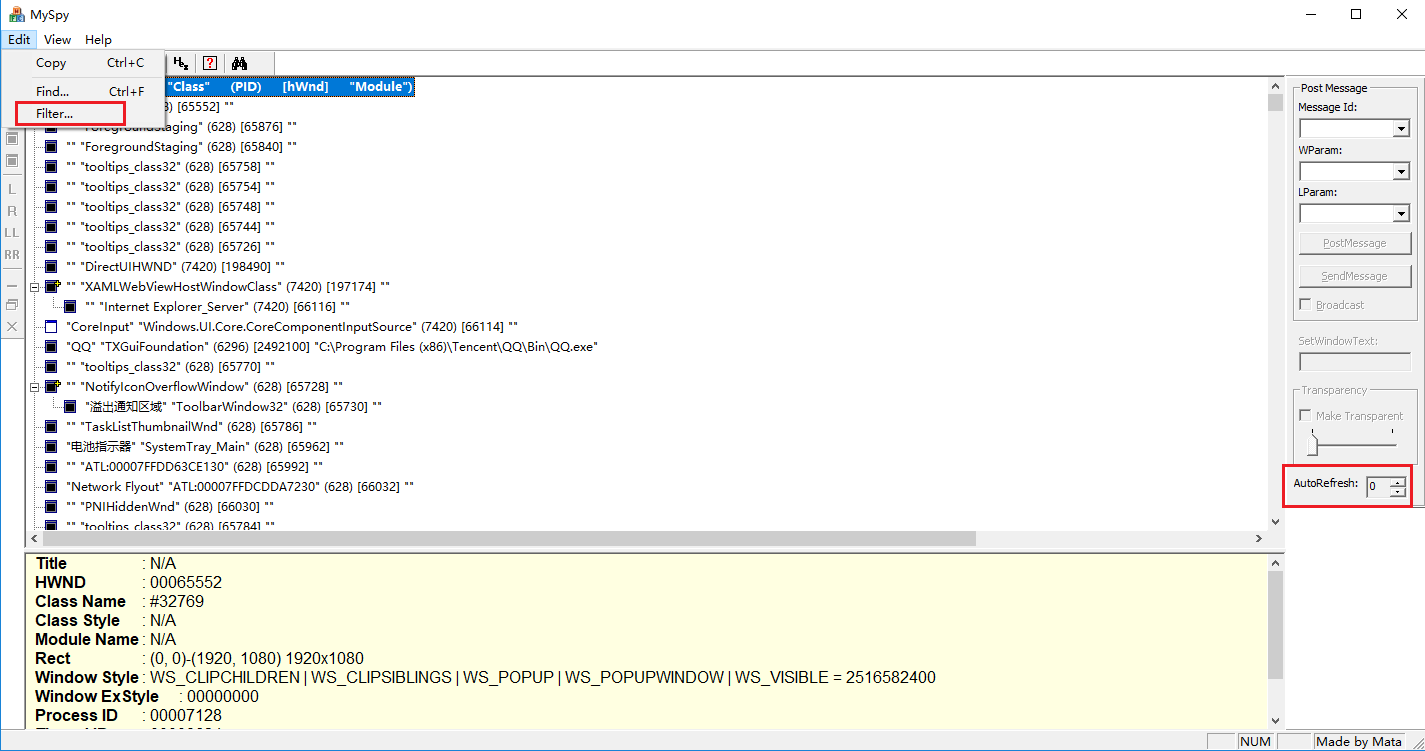 MySpy
Edit View Help
Copy Ctrl+C
Find... Ctrl+F
Filter...
"Class" (PID) [hWnd] "Module")
[65552] ""
"ForegroundStaging" (628) [65876] ""
"" "ForegroundStaging" (628) [65840] ""
"" "tooltips_class32" (628) [65758] ""
"" "tooltips_class32" (628) [65754] ""
"" "tooltips_class32" (628) [65748] ""
"" "tooltips_class32" (628) [65744] ""
"" "tooltips_class32" (628) [65726] ""
"" "DirectUIHWND" (7420) [198490] ""
"" "XAMLWebViewHostWindowClass" (7420) [197174] ""
"" "Internet Explorer_Server" (7420) [66116] ""
"CoreInput" "Windows.UI.Core.CoreComponentInputSource" (7420) [66114] ""
"QQ" "TXGuiFoundation" (6296) [2492100] "C:\Program Files (x86)\Tencent\QQ\Bin\QQ.exe"
"" "tooltips_class32" (628) [65770] ""
"" "NotifyIconOverflowWindow" (628) [65728] ""
"溢出通知区域" "ToolbarWindow32" (628) [65730] ""
"" "TaskListThumbnailWnd" (628) [65786] ""
"电池指示器" "SystemTray_Main" (628) [65962] ""
"" "ATL:00007FFDD63CE130" (628) [65992] ""
"Network Flyout" "ATL:00007FFDCDDA7230" (628) [66032] ""
"" "PNIHiddenWnd" (628) [66030] ""
"" "tooltips_class32" (628) [65784] ""
L
R
LL
RR
Post Message
Message Id:
WParam:
LParam:
PostMessage
SendMessage
Broadcast
SetWindowText:
Transparency
Make Transparent
AutoRefresh: 0
Title : N/A
HWND : 00065552
Class Name : #32769
Class Style : N/A
Module Name : N/A
Rect : (0, 0)-(1920, 1080) 1920x1080
Window Style : WS_CLIPCHILDREN | WS_CLIPSIBLINGS | WS_POPUP | WS_POPUPWINDOW | WS_VISIBLE = 2516582400
Window ExStyle : 00000000
Process ID : 00007128
NUM Made by Mata